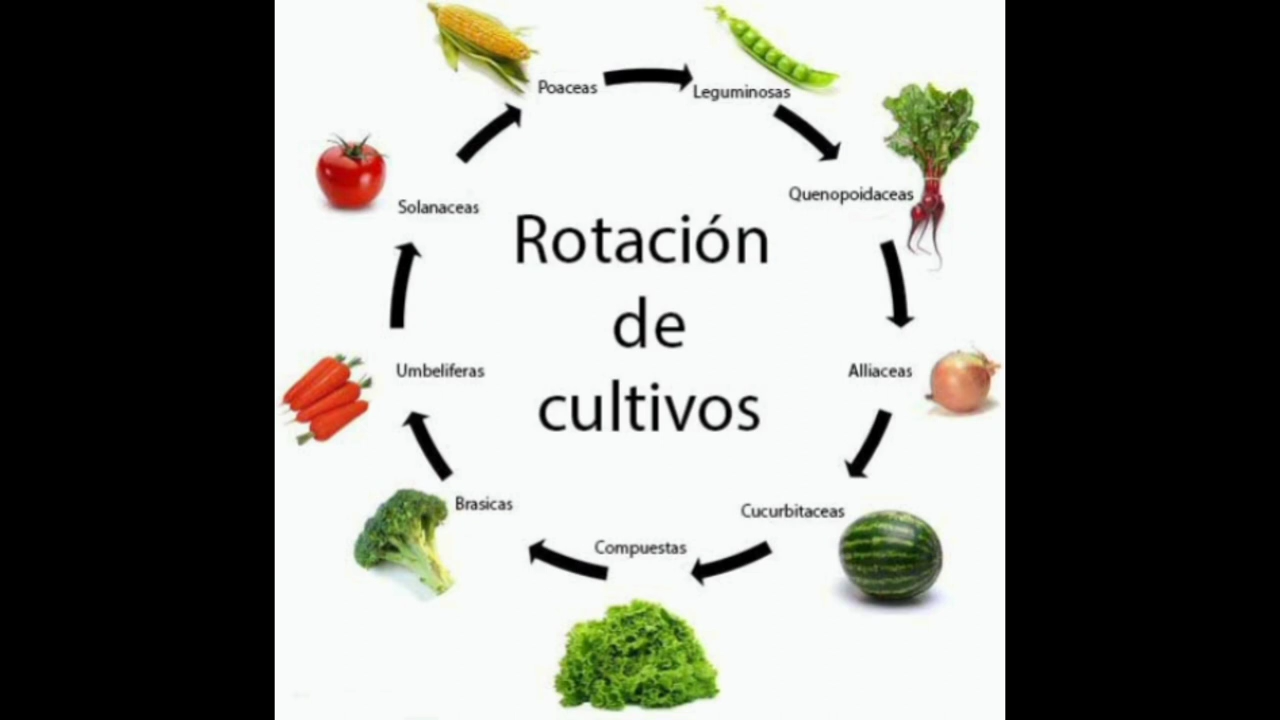 Poaceas
Leguminosas
Quenopoidaceas
Alliaceas
Cucurbitaceas
Compuestas
Brasicas
Umbeliferas
Solanaceas
Rotación
de
cultivos